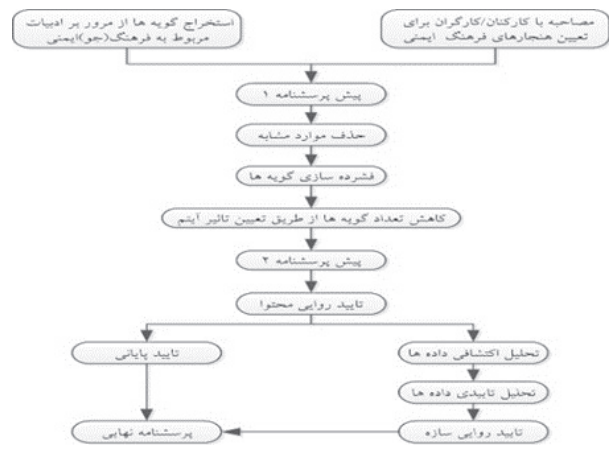 مصاحبه با کارکنان/کارگران برای
تعیین هنجارهای فرهنگ ایمنی
استخراج گویه ها از مرور بر ادبیات
مربوط به فرهنگ(جو)ایمنی
پیش پرسشنامه ۱
حذف موارد مشابه
فشرده سازی گویه ها
کاهش تعداد گویه ها از طریق تعیین تاثیر آیتم
پیش پرسشنامه ۲
تایید روایی محتوا
تحلیل اکتشافی داده ها
تایید پایانی
تحلیل تاییدی داده ها
تایید روایی سازه
پرسشنامه نهایی